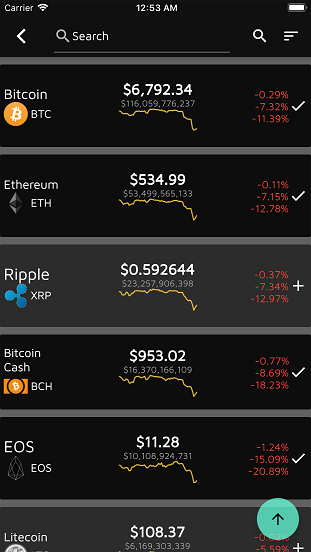 Carrier 12:53 AM
Search
Bitcoin
BTC
$6,792.34
$116,059,776,237
-0.29%
-7.32%
-11.39%
Ethereum
ETH
$534.99
$53,499,565,133
-0.11%
-7.15%
-12.78%
Ripple
XRP
$0.592644
$23,257,906,398
-0.37%
-7.34%
-12.97%
Bitcoin
Cash
BCH
$953.02
$16,370,166,109
-0.77%
-8.69%
-18.23%
EOS
EOS
$11.28
$10,108,924,731
-1.24%
-15.09%
-20.89%
Litecoin
$108.37
$6,169,303,339
-5.59%